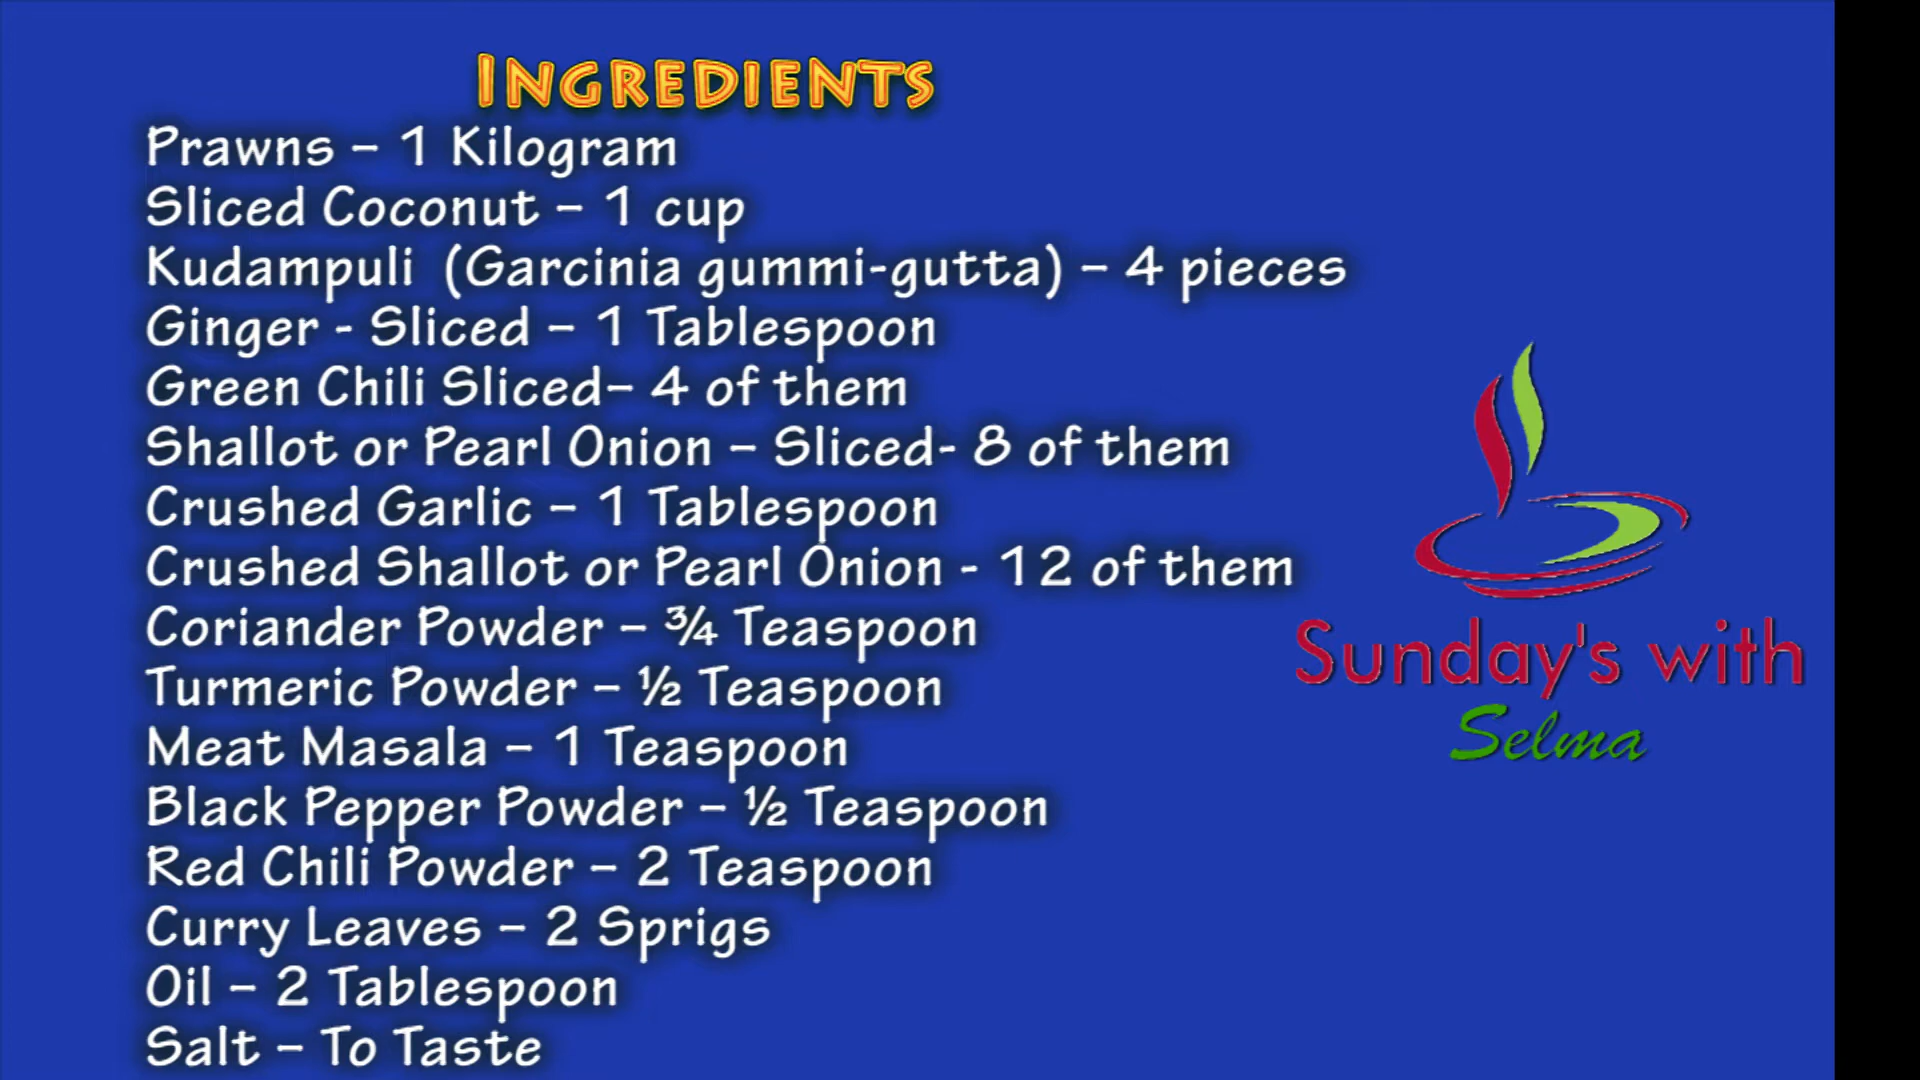 Ingredients
Prawns – 1 Kilogram
Sliced Coconut – 1 cup
Kudampuli (Garcinia gummi-gutta) – 4 pieces
Ginger - Sliced – 1 Tablespoon
Green Chili Sliced– 4 of them
Shallot or Pearl Onion – Sliced- 8 of them
Crushed Garlic – 1 Tablespoon
Crushed Shallot or Pearl Onion - 12 of them
Coriander Powder – ¾ Teaspoon
Turmeric Powder – ½ Teaspoon
Meat Masala – 1 Teaspoon
Black Pepper Powder – ½ Teaspoon
Red Chili Powder – 2 Teaspoon
Curry Leaves – 2 Sprigs
Oil – 2 Tablespoon
Salt – To Taste
Sunday's with
Selma